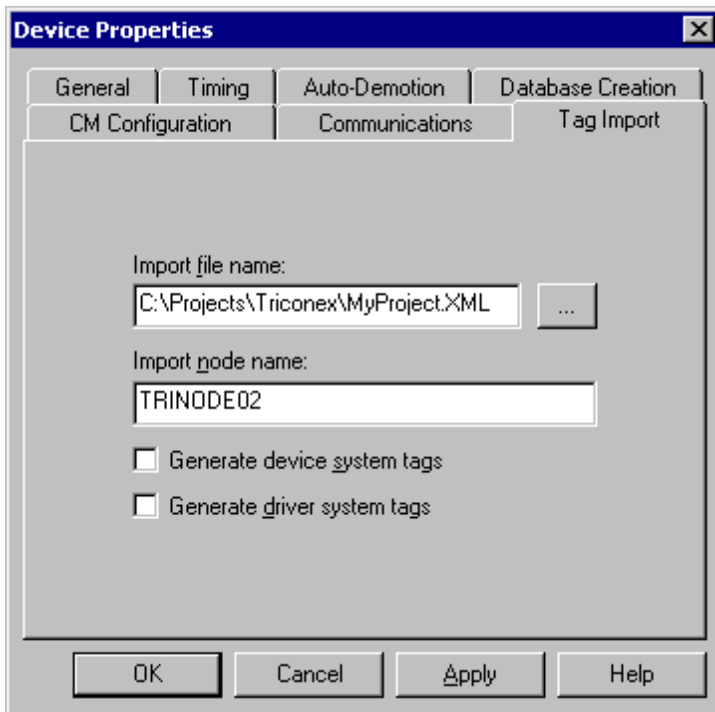 Device Properties
General Timing Auto-Demotion Database Creation
CM Configuration Communications Tag Import
Import file name:
C:\Projects\Triconex\MyProject.XML ...
Import node name:
TRINODE02
Generate device system tags
Generate driver system tags
OK Cancel Apply Help